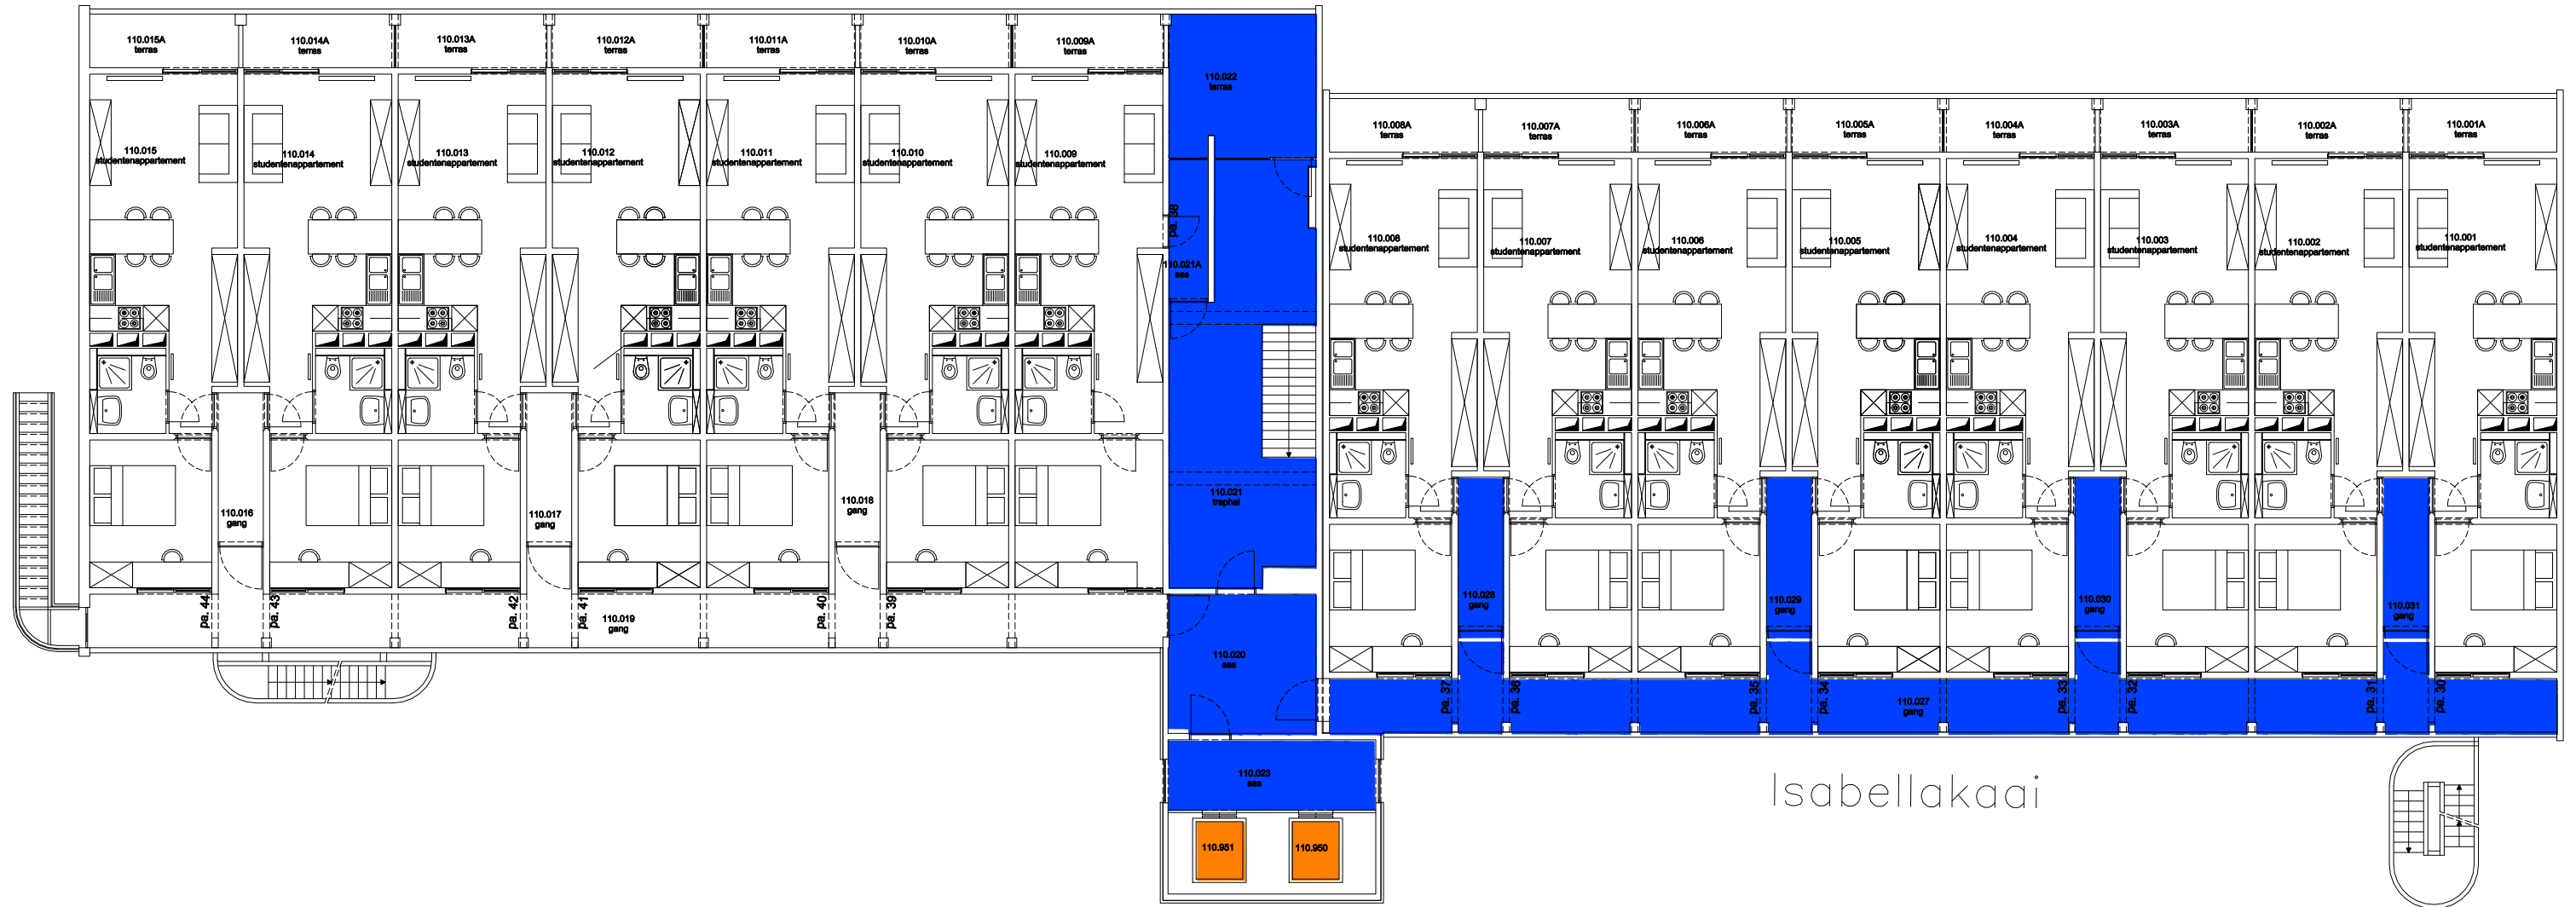 110.015A
terras
110.014A
terras
110.013A
terras
110.012A
terras
110.011A
terras
110.010A
terras
110.009A
terras
110.022
terras
110.008A
terras
110.007A
terras
110.006A
terras
110.005A
terras
110.004A
terras
110.003A
terras
110.002A
terras
110.001A
terras
110.015
studentenappartement
110.014
studentenappartement
110.013
studentenappartement
110.012
studentenappartement
110.011
studentenappartement
110.010
studentenappartement
110.009
studentenappartement
pa. 38
110.021A
sas
110.008
studentenappartement
110.007
studentenappartement
110.006
studentenappartement
110.005
studentenappartement
110.004
studentenappartement
110.003
studentenappartement
110.002
studentenappartement
110.001
studentenappartement
110.016
gang
110.017
gang
110.018
gang
110.021
traphal
110.028
gang
110.029
gang
110.030
gang
110.031
gang
pa. 44
pa. 43
pa. 42
pa. 41
pa. 40
pa. 39
110.019
gang
110.020
sas
pa. 37
pa. 36
pa. 35
pa. 34
pa. 33
pa. 32
pa. 31
pa. 30
110.027
gang
110.023
sas
Isabellakaai
110.951
110.950